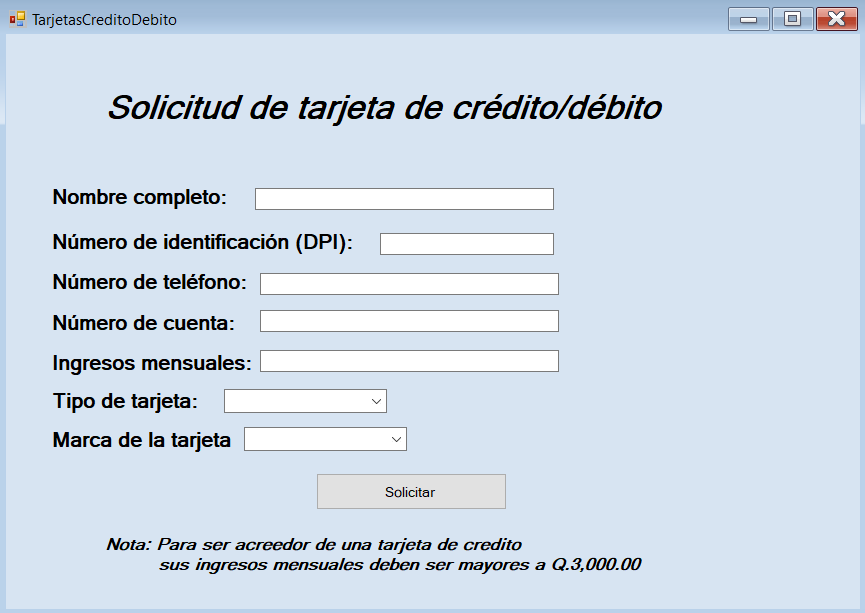 TarjetasCreditoDebito
Solicitud de tarjeta de crédito/débito
Nombre completo:
Número de identificación (DPI):
Número de teléfono:
Número de cuenta:
Ingresos mensuales:
Tipo de tarjeta:
Marca de la tarjeta
Solicitar
Nota: Para ser acreedor de una tarjeta de credito
sus ingresos mensuales deben ser mayores a Q.3,000.00